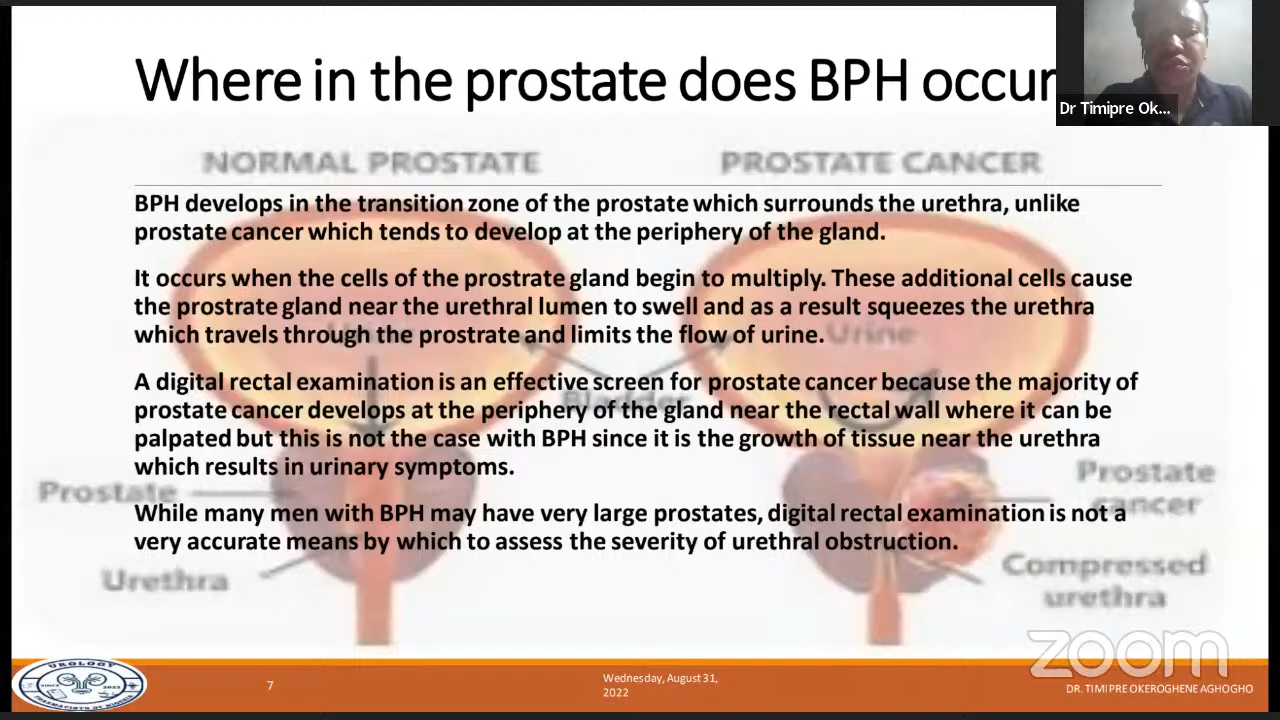 Where in the prostate does BPH occur
Dr Timipre Ok...
NORMAL PROSTATE
PROSTATE CANCER
BPH develops in the transition zone of the prostate which surrounds the urethra, unlike
prostate cancer which tends to develop at the periphery of the gland.
It occurs when the cells of the prostrate gland begin to multiply. These additional cells cause
the prostrate gland near the urethral lumen to swell and as a result squeezes the urethra
which travels through the prostrate and limits the flow of urine.
Urine
Urine
A digital rectal examination is an effective screen for prostate cancer because the majority of
Bladder
prostate cancer develops at the periphery of the gland near the rectal wall where it can be
palpated but this is not the case with BPH since it is the growth of tissue near the urethra
which results in urinary symptoms.
Prostate
Prostate
cancer
While many men with BPH may have very large prostates, digital rectal examination is not a
very accurate means by which to assess the severity of urethral obstruction.
Urethra
Compressed
urethra
zoom
UROLOGY
7
Wednesday, August 31,
2022
DR. TIMIPRE OKEROGHENE AGHOGHO